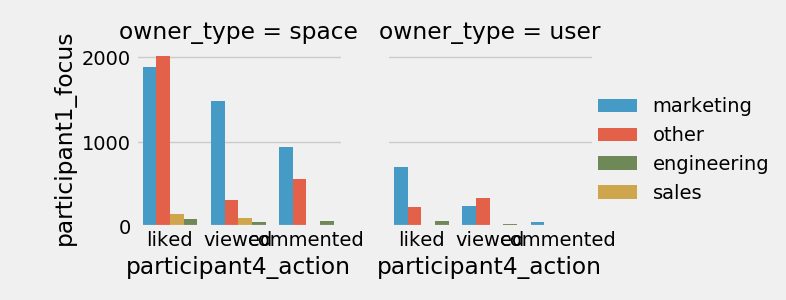 owner_type = space
owner_type = user
participant1_focus
2000
1000
0
liked
viewed
commented
participant4_action
liked
viewed
commented
participant4_action
marketing
other
engineering
sales